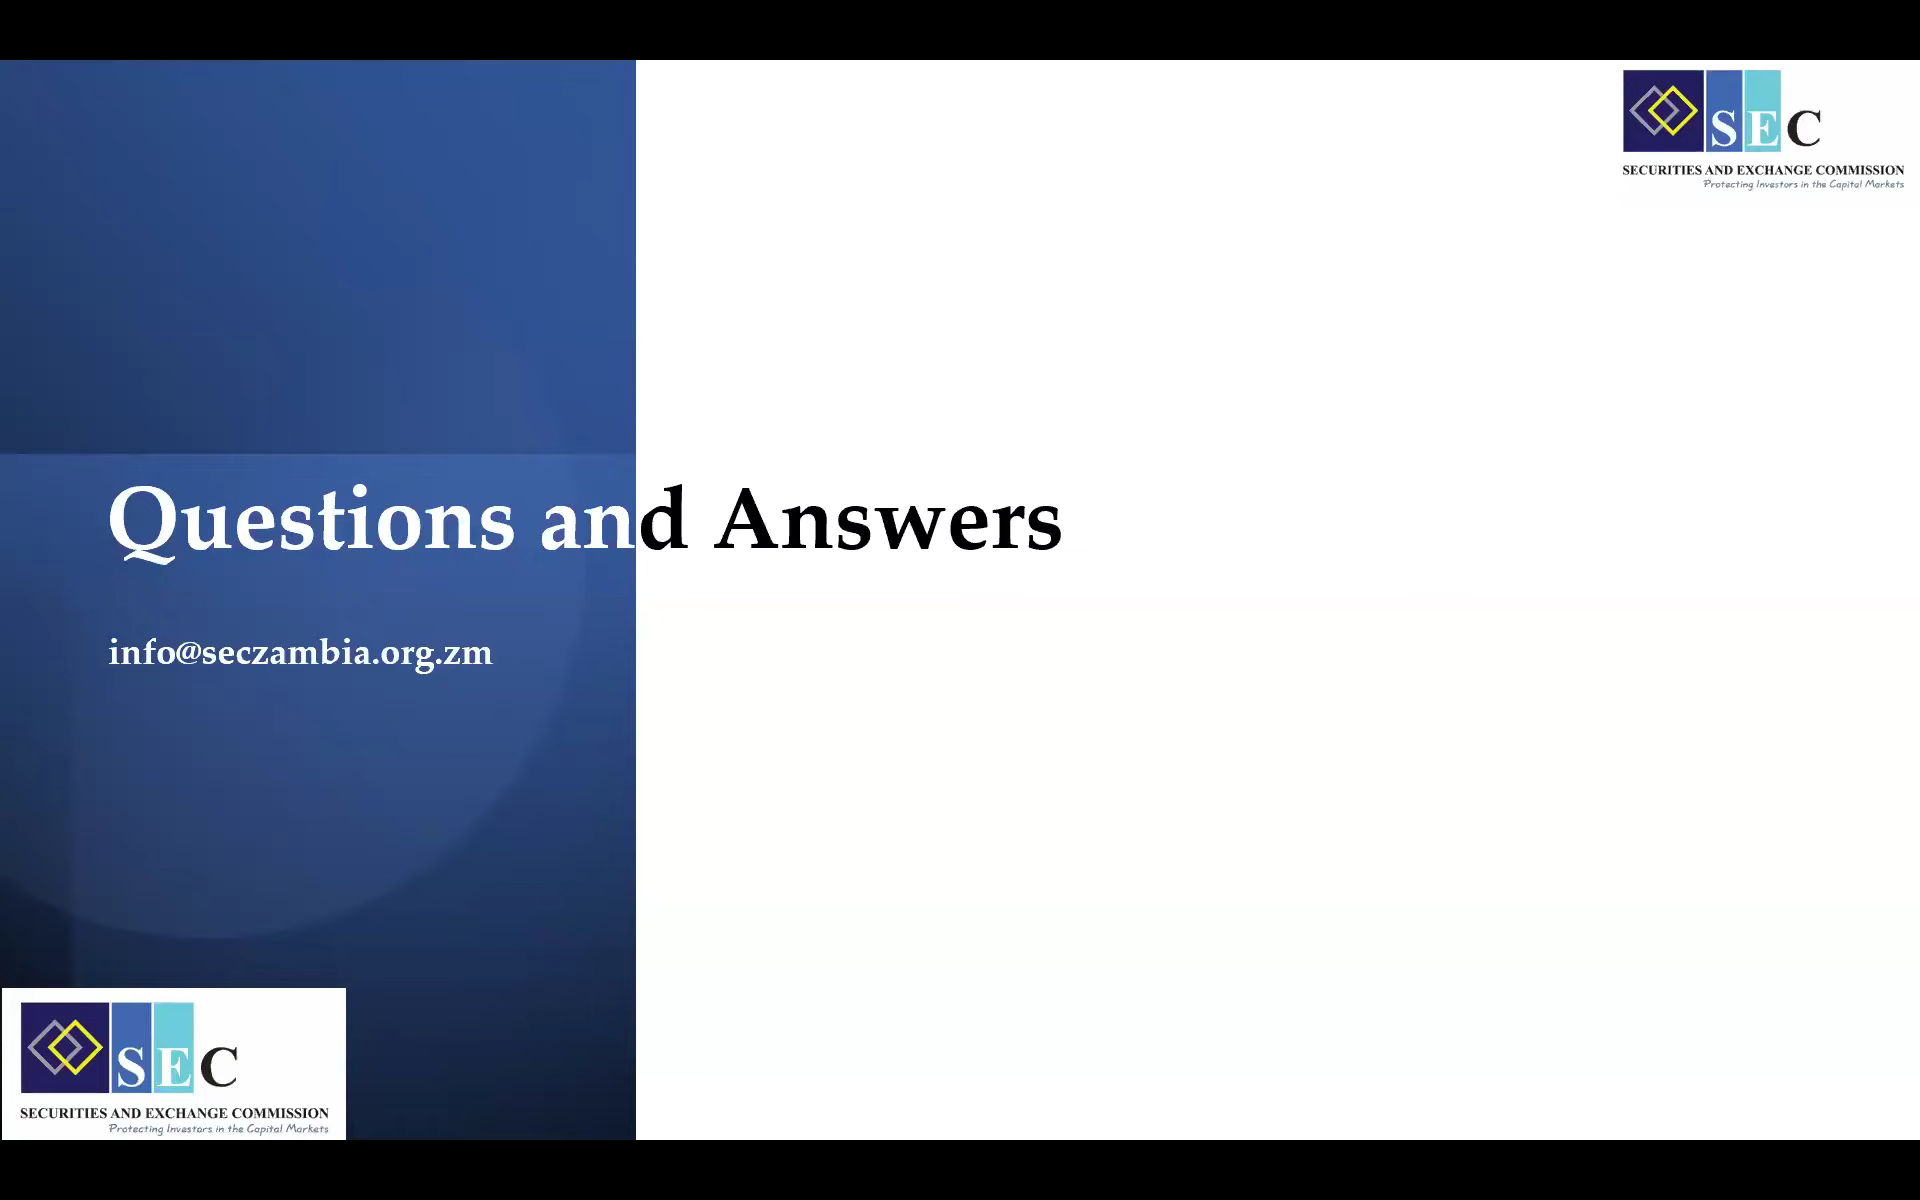 SEC
SECURITIES AND EXCHANGE COMMISSION
Protecting Investors in the Capital Markets
Questions and Answers
info@seczambia.org.zm
SEC
SECURITIES AND EXCHANGE COMMISSION
Protecting Investors in the Capital Markets